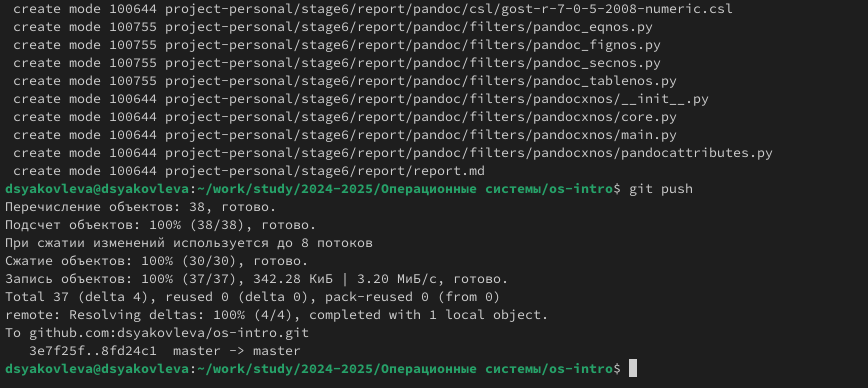 create mode 100644 project-personal/stage6/report/pandoc/csl/gost-r-7-0-5-2008-numeric.csl
create mode 100755 project-personal/stage6/report/pandoc/filters/pandoc_eqnos.py
create mode 100755 project-personal/stage6/report/pandoc/filters/pandoc_fignos.py
create mode 100755 project-personal/stage6/report/pandoc/filters/pandoc_secnos.py
create mode 100755 project-personal/stage6/report/pandoc/filters/pandoc_tablenos.py
create mode 100644 project-personal/stage6/report/pandoc/filters/pandocxnos/__init__.py
create mode 100644 project-personal/stage6/report/pandoc/filters/pandocxnos/core.py
create mode 100644 project-personal/stage6/report/pandoc/filters/pandocxnos/main.py
create mode 100644 project-personal/stage6/report/pandoc/filters/pandocxnos/pandocattributes.py
create mode 100644 project-personal/stage6/report/report.md
dsyakovleva@dsyakovleva:~/work/study/2024-2025/Операционные системы/os-intro$ git push
Перечисление объектов: 38, готово.
Подсчет объектов: 100% (38/38), готово.
При сжатии изменений используется до 8 потоков
Сжатие объектов: 100% (30/30), готово.
Запись объектов: 100% (37/37), 342.28 КиБ | 3.20 МиБ/с, готово.
Total 37 (delta 4), reused 0 (delta 0), pack-reused 0 (from 0)
remote: Resolving deltas: 100% (4/4), completed with 1 local object.
To github.com:dsyakovleva/os-intro.git
3e7f25f..8fd24c1  master -> master
dsyakovleva@dsyakovleva:~/work/study/2024-2025/Операционные системы/os-intro$